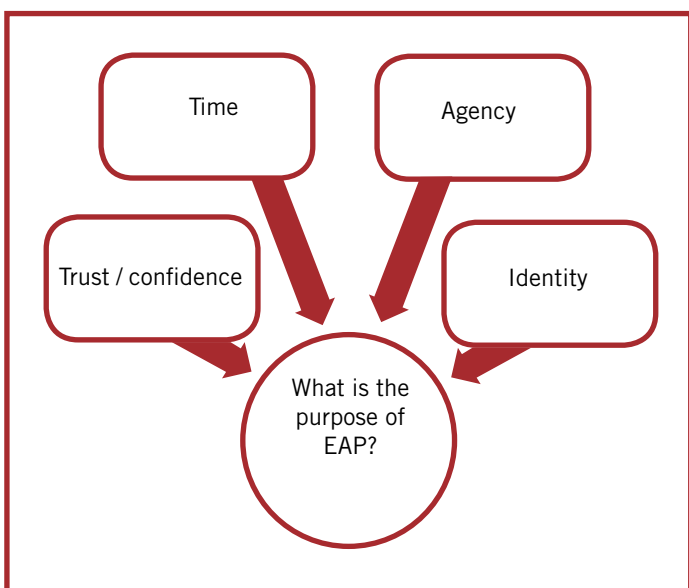 Time
Agency
Trust / confidence
Identity
What is the
purpose of
EAP?